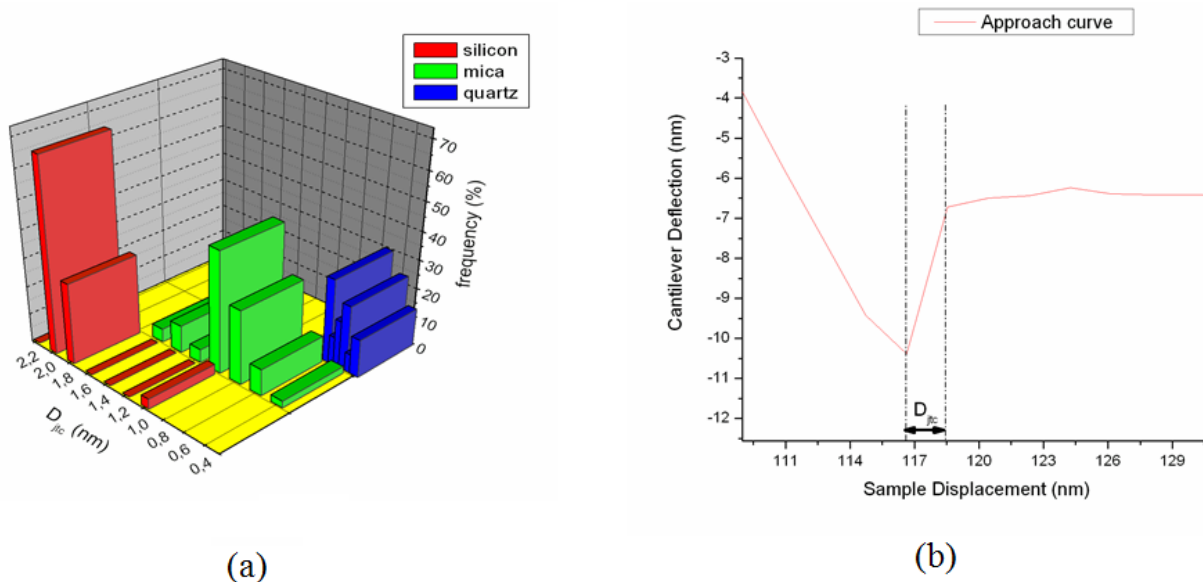 silicon
mica
quartz
70
60
50
40
30
20
10
0
frequency (%)
2,2
2,0
1,8
1,6
1,4
1,2
1,0
0,8
0,6
0,4
D_jtc (nm)
(a)
Approach curve
-3
-4
-5
-6
-7
-8
-9
-10
-11
-12
Cantilever Deflection (nm)
D_jtc
111 114 117 120 123 126 129
Sample Displacement (nm)
(b)